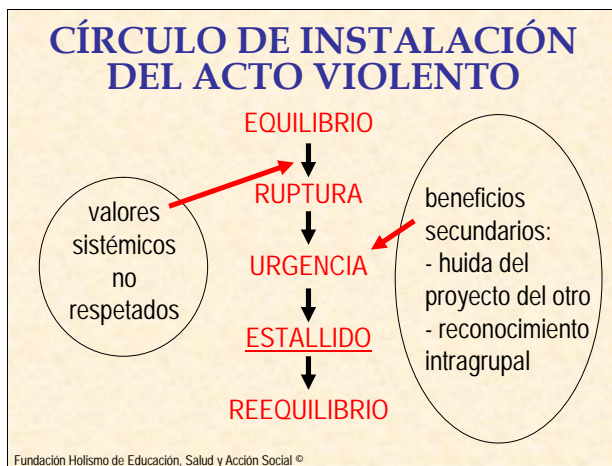 CÍRCULO DE INSTALACIÓN
DEL ACTO VIOLENTO
EQUILIBRIO
RUPTURA
URGENCIA
ESTALLIDO
REEQUILIBRIO
valores
sistémicos
no
respetados
beneficios
secundarios:
- huida del
proyecto del otro
- reconocimiento
intragrupal
Fundación Holismo de Educación, Salud y Acción Social ©